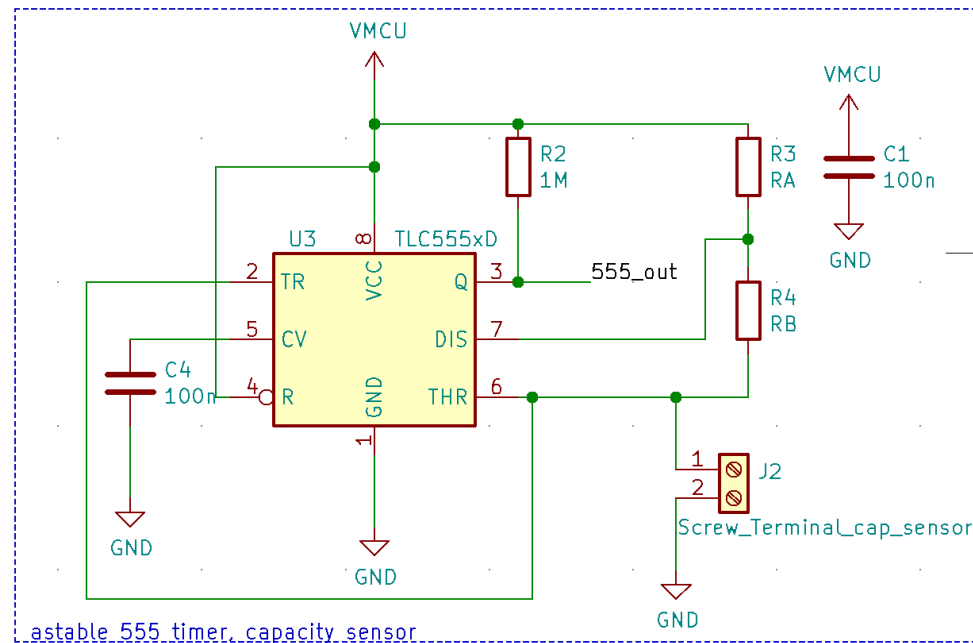 VMCU
VMCU
R2
1M
R3
RA
C1
100n
GND
U3
TLC555xD
8
VCC
2
TR
Q
3
555_out
R4
RB
5
CV
DIS
7
C4
100n
4
R
GND
THR
6
1
1
2
J2
Screw_Terminal_cap_sensor
GND
GND
GND
astable 555 timer, capacity sensor